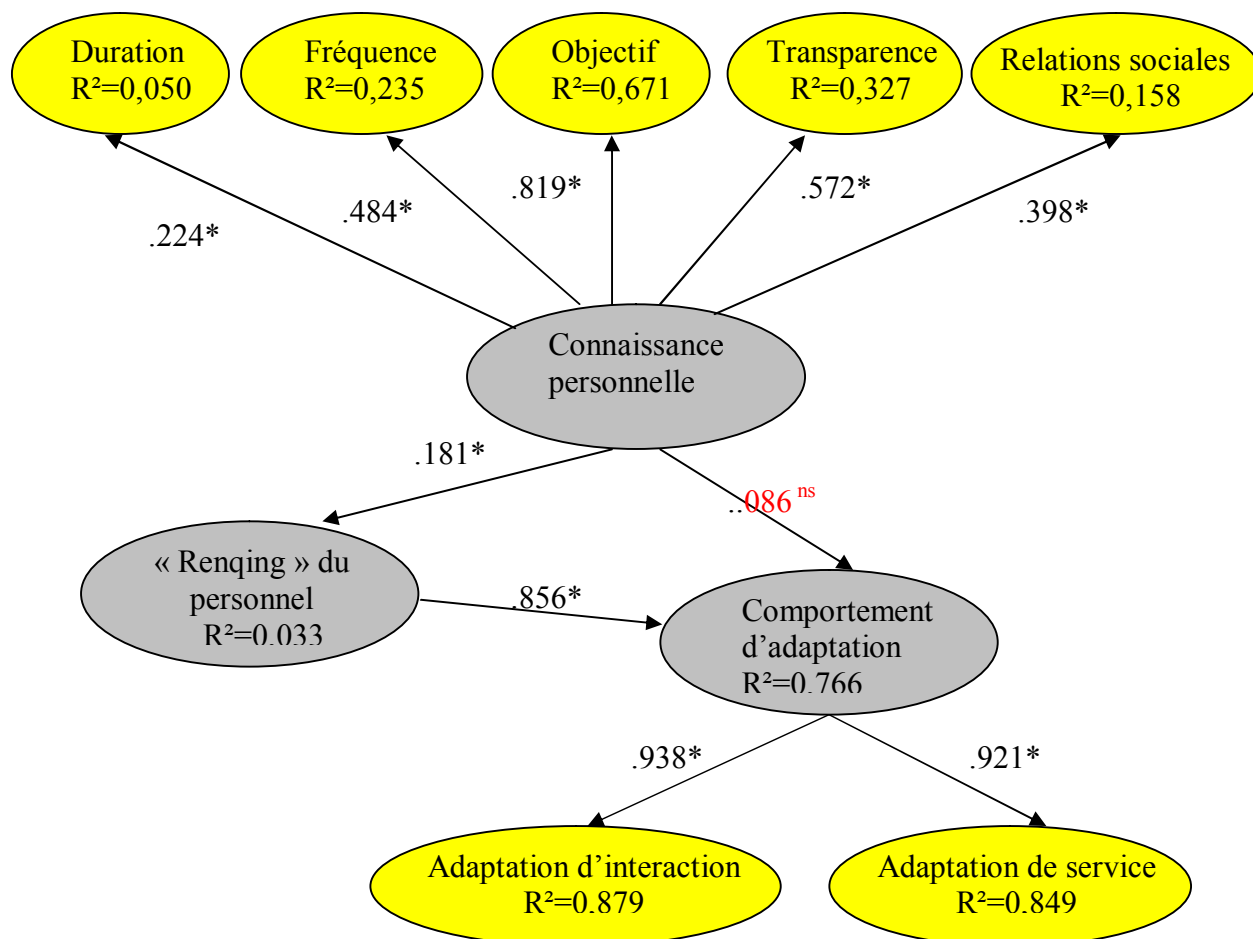 Duration
R²=0,050
Fréquence
R²=0,235
Objectif
R²=0,671
Transparence
R²=0,327
Relations sociales
R²=0,158
.224*
.484*
.819*
.572*
.398*
Connaissance
personnelle
.181*
..086 ns
« Renqing » du
personnel
R²=0.033
.856*
Comportement
d’adaptation
R²=0.766
.938*
.921*
Adaptation d’interaction
R²=0.879
Adaptation de service
R²=0.849